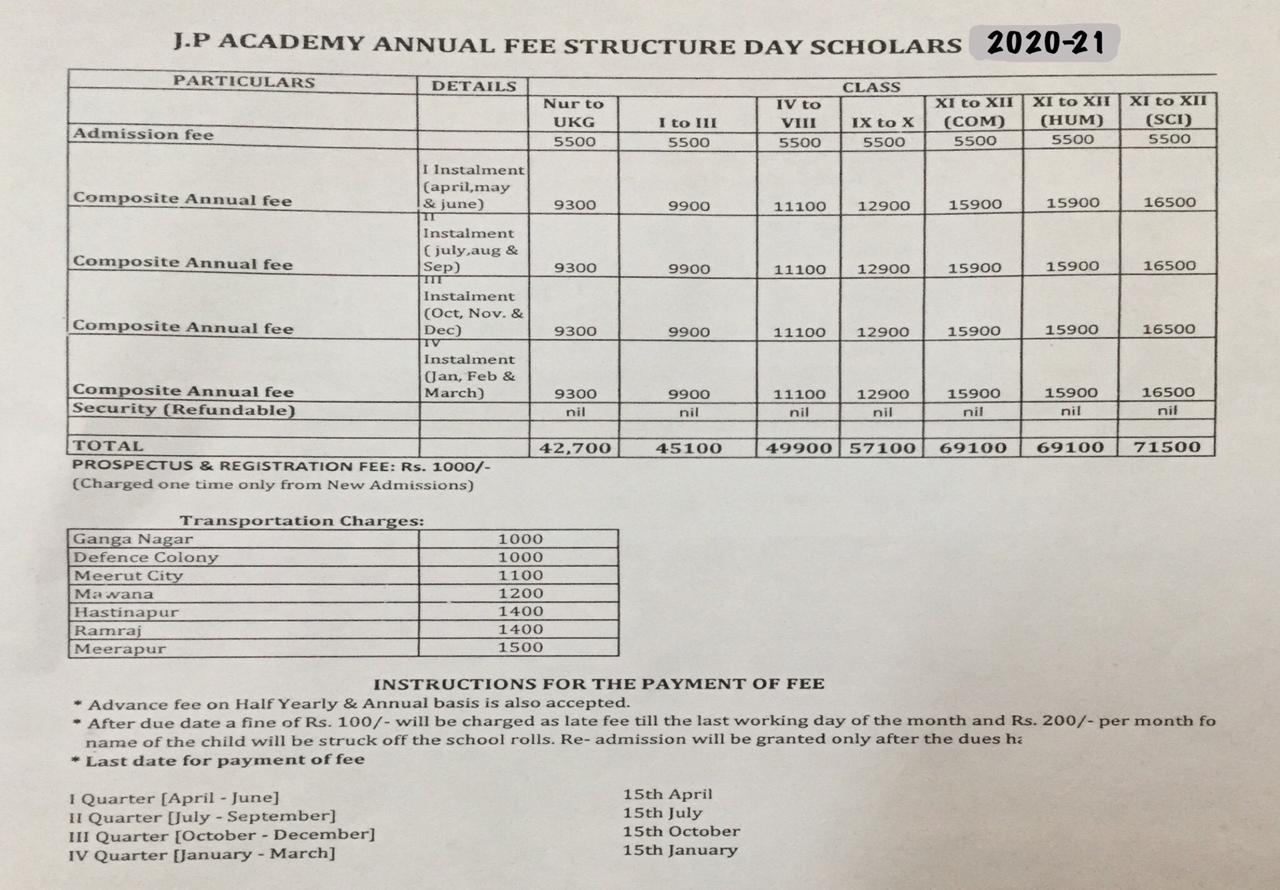 J.P ACADEMY ANNUAL FEE STRUCTURE DAY SCHOLARS 2020-21
PARTICULARS DETAILS CLASS
Nur to UKG I to III IV to VIII IX to X XI to XII (COM) XI to XII (HUM) XI to XII (SCI)
Admission fee 5500 5500 5500 5500 5500 5500 5500
I Instalment
(april,may
Composite Annual fee & june) 9300 9900 11100 12900 15900 15900 16500
II
Instalment
( july,aug &
Composite Annual fee Sep) 9300 9900 11100 12900 15900 15900 16500
III
Instalment
(Oct, Nov. &
Composite Annual fee Dec) 9300 9900 11100 12900 15900 15900 16500
IV
Instalment
(Jan, Feb &
Composite Annual fee March) 9300 9900 11100 12900 15900 15900 16500
Security (Refundable) nil nil nil nil nil nil nil
TOTAL 42,700 45100 49900 57100 69100 69100 71500
PROSPECTUS & REGISTRATION FEE: Rs. 1000/-
(Charged one time only from New Admissions)
Transportation Charges:
Ganga Nagar 1000
Defence Colony 1000
Meerut City 1100
Mawana 1200
Hastinapur 1400
Ramraj 1400
Meerapur 1500
INSTRUCTIONS FOR THE PAYMENT OF FEE
* Advance fee on Half Yearly & Annual basis is also accepted.
* After due date a fine of Rs. 100/- will be charged as late fee till the last working day of the month and Rs. 200/- per month fo
name of the child will be struck off the school rolls. Re- admission will be granted only after the dues
* Last date for payment of fee
I Quarter [April - June] 15th April
II Quarter [July - September] 15th July
III Quarter [October - December] 15th October
IV Quarter [January - March] 15th January